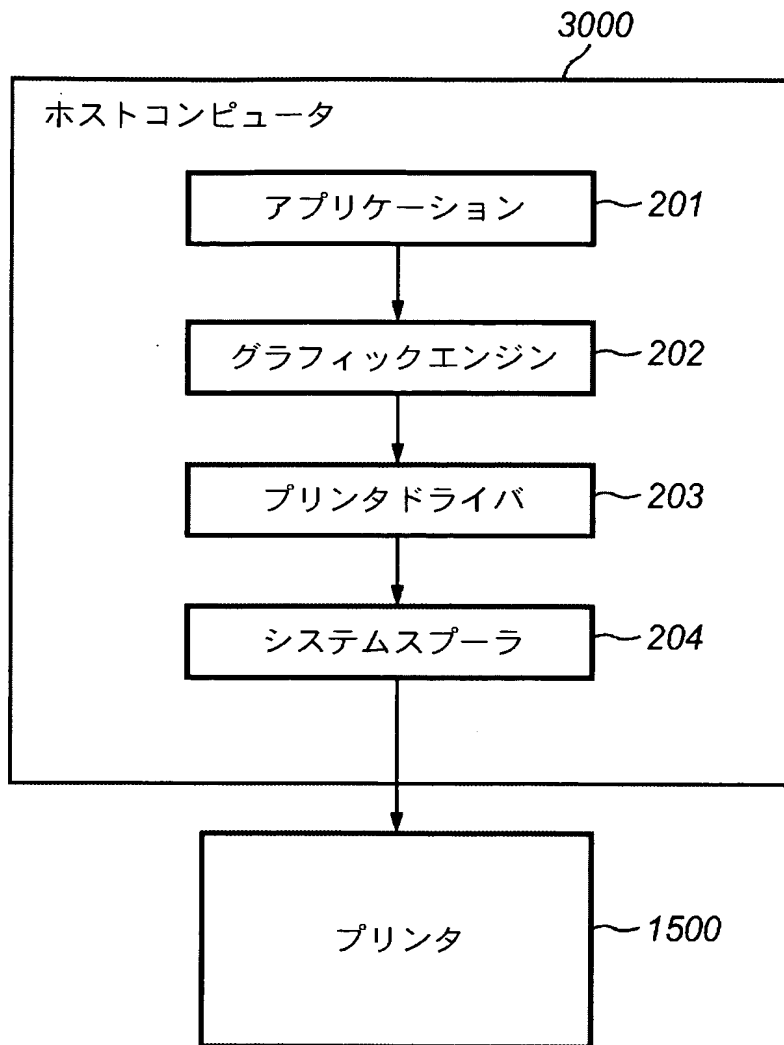 3000
ホストコンピュータ
アプリケーション 201
グラフィックエンジン 202
プリンタドライバ 203
システムスプーラ 204
プリンタ 1500